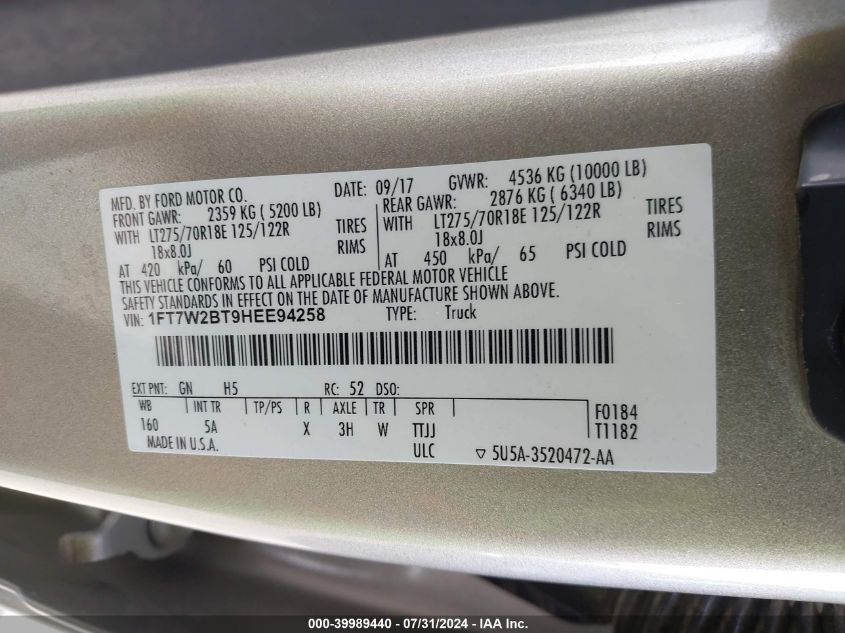 MFD. BY FORD MOTOR CO. DATE: 09/17 GVWR: 4536 KG (10000 LB)
FRONT GAWR: 2359 KG ( 5200 LB) REAR GAWR: 2876 KG ( 6340 LB)
WITH LT275/70R18E 125/122R TIRES WITH LT275/70R18E 125/122R TIRES
18x8.0J RIMS 18x8.0J RIMS
AT 420 kPa/ 60 PSI COLD AT 450 kPa/ 65 PSI COLD
THIS VEHICLE CONFORMS TO ALL APPLICABLE FEDERAL MOTOR VEHICLE
SAFETY STANDARDS IN EFFECT ON THE DATE OF MANUFACTURE SHOWN ABOVE.
VIN: 1FT7W2BT9HEE94258 TYPE: Truck
EXT PNT: GN H5 RC: 52 DSO:
WB INT TR TP/PS R AXLE TR SPR F0184
160 5A X 3H W TTJJ T1182
MADE IN U.S.A. ULC ▽ 5U5A-3520472-AA
000-39989440 / 07/31/2024 - IAA Inc.